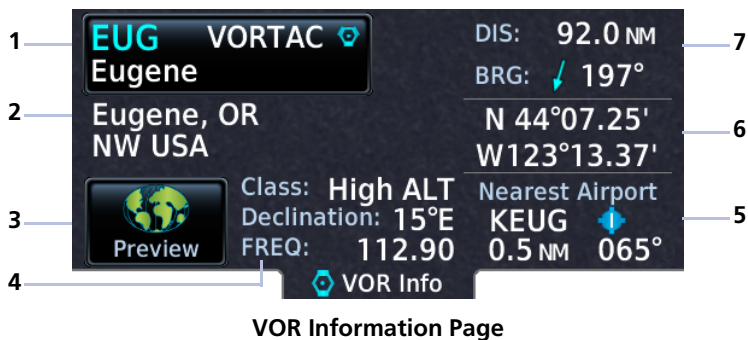 1
EUG VORTAC
Eugene
DIS: 92.0 NM
7
BRG: 197°
2
Eugene, OR
NW USA
N 44°07.25'
W123°13.37'
6
3
Preview
Class: High ALT
Declination: 15°E
FREQ: 112.90
4
Nearest Airport
KEUG
0.5 NM 065°
5
VOR Info
VOR Information Page